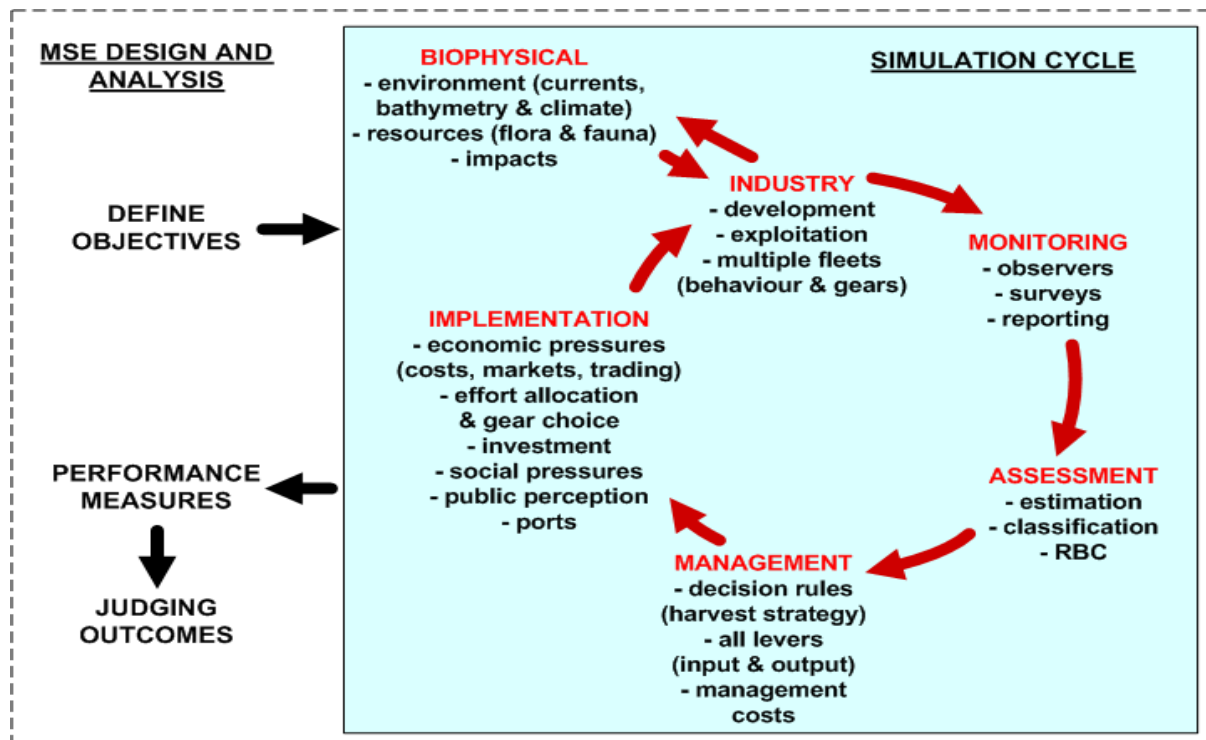 MSE DESIGN AND
ANALYSIS
DEFINE
OBJECTIVES
PERFORMANCE
MEASURES
JUDGING
OUTCOMES
SIMULATION CYCLE
BIOPHYSICAL
- environment (currents,
bathymetry & climate)
- resources (flora & fauna)
- impacts
INDUSTRY
- development
- exploitation
- multiple fleets
(behaviour & gears)
MONITORING
- observers
- surveys
- reporting
ASSESSMENT
- estimation
- classification
- RBC
MANAGEMENT
- decision rules
(harvest strategy)
- all levers
(input & output)
- management
costs
IMPLEMENTATION
- economic pressures
(costs, markets, trading)
- effort allocation
& gear choice
- investment
- social pressures
- public perception
- ports